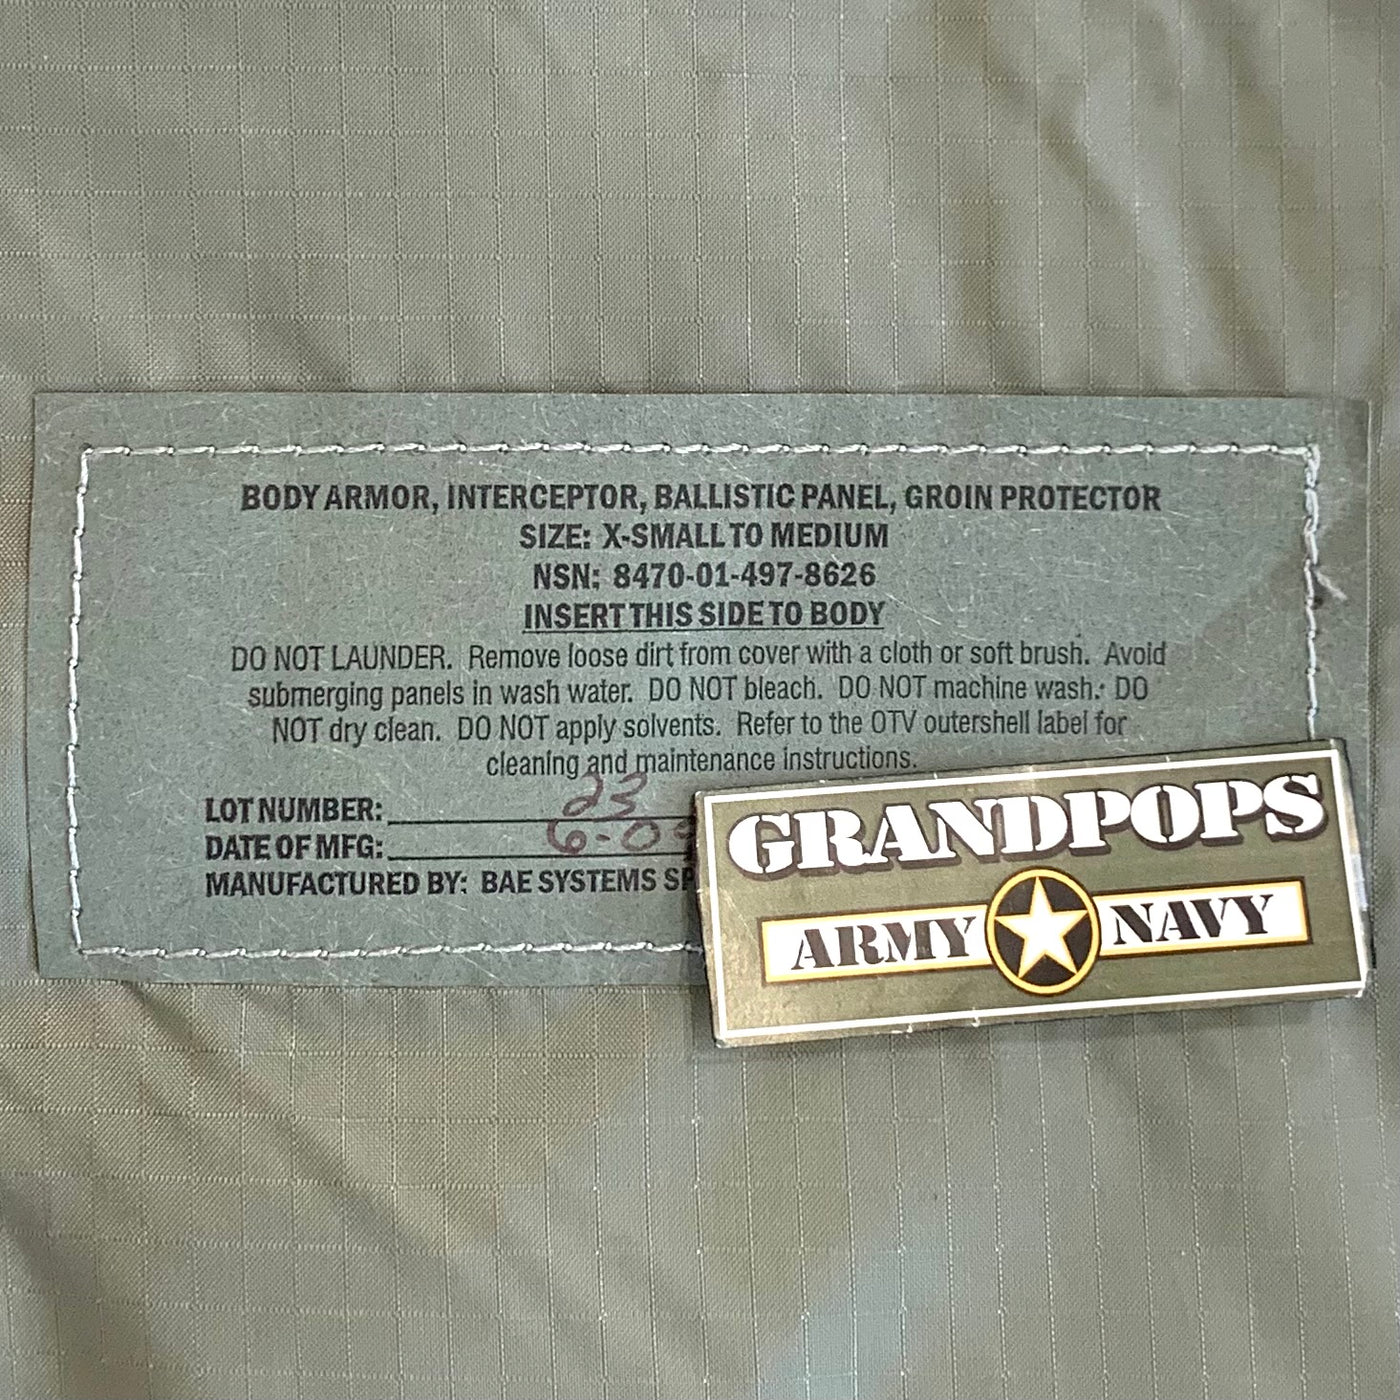 BODY ARMOR, INTERCEPTOR, BALLISTIC PANEL, GROIN PROTECTOR
SIZE: X-SMALL TO MEDIUM
NSN: 8470-01-497-8626
INSERT THIS SIDE TO BODY
DO NOT LAUNDER. Remove loose dirt from cover with a cloth or soft brush. Avoid
submerging panels in wash water. DO NOT bleach. DO NOT machine wash. DO
NOT dry clean. DO NOT apply solvents. Refer to the OTV outershell label for
cleaning and maintenance instructions.
LOT NUMBER: 23
DATE OF MFG:
MANUFACTURED BY: BAE SYSTEMS
GRANDPOPS
ARMY NAVY